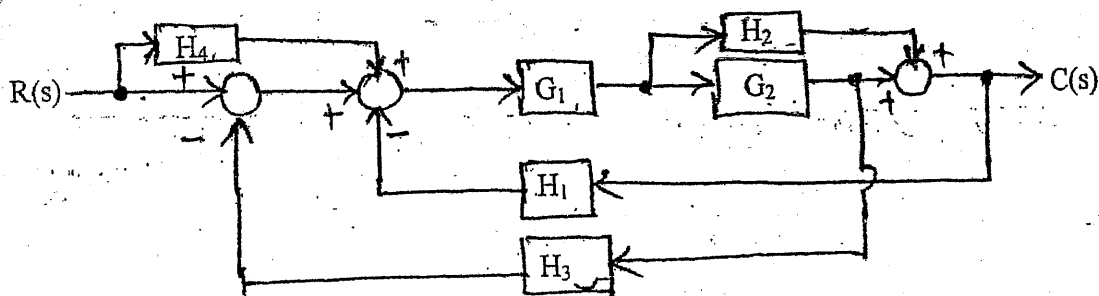 H₄
H₂
+
+
+
R(s)
+
G₁
G₂
C(s)
+
+
−
−
H₁
H₃